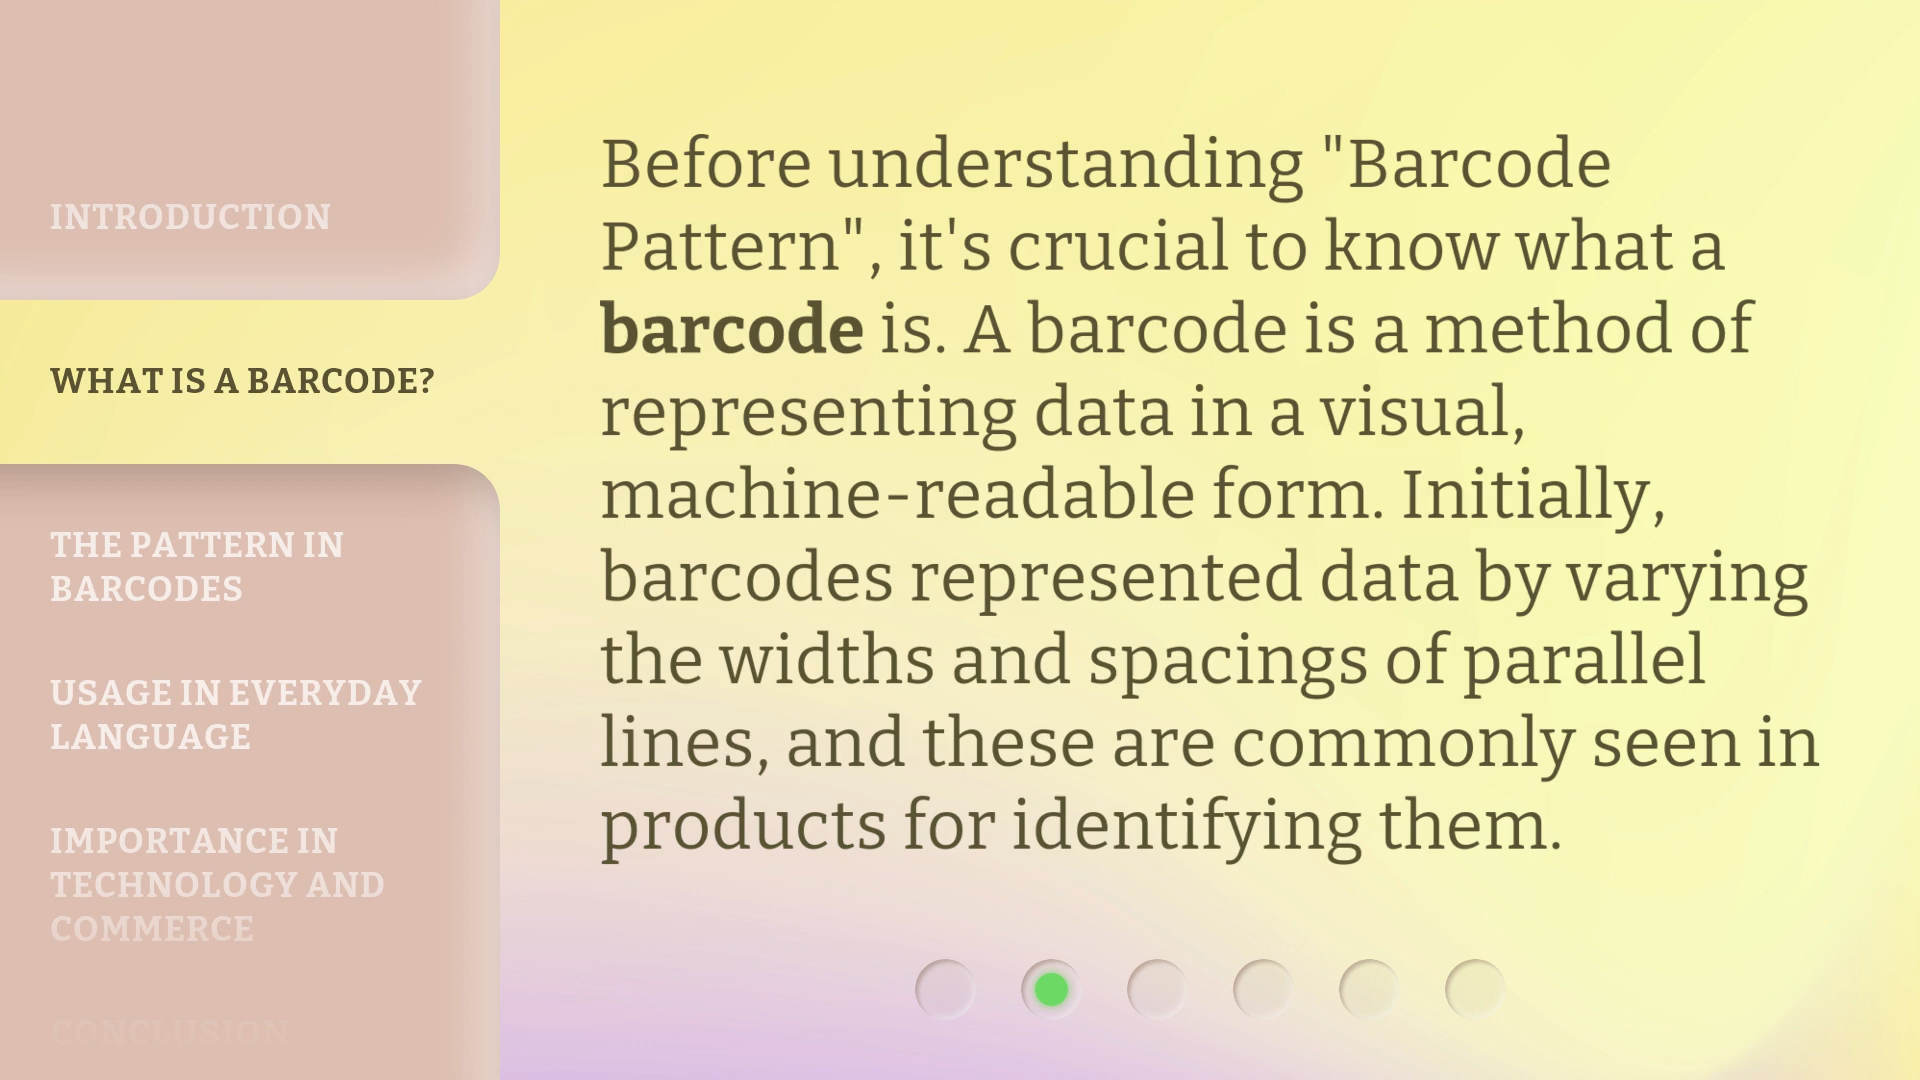 INTRODUCTION
WHAT IS A BARCODE?
THE PATTERN IN
BARCODES
USAGE IN EVERYDAY
LANGUAGE
IMPORTANCE IN
TECHNOLOGY AND
COMMERCE
CONCLUSION
Before understanding "Barcode
Pattern", it's crucial to know what a
barcode is. A barcode is a method of
representing data in a visual,
machine-readable form. Initially,
barcodes represented data by varying
the widths and spacings of parallel
lines, and these are commonly seen in
products for identifying them.